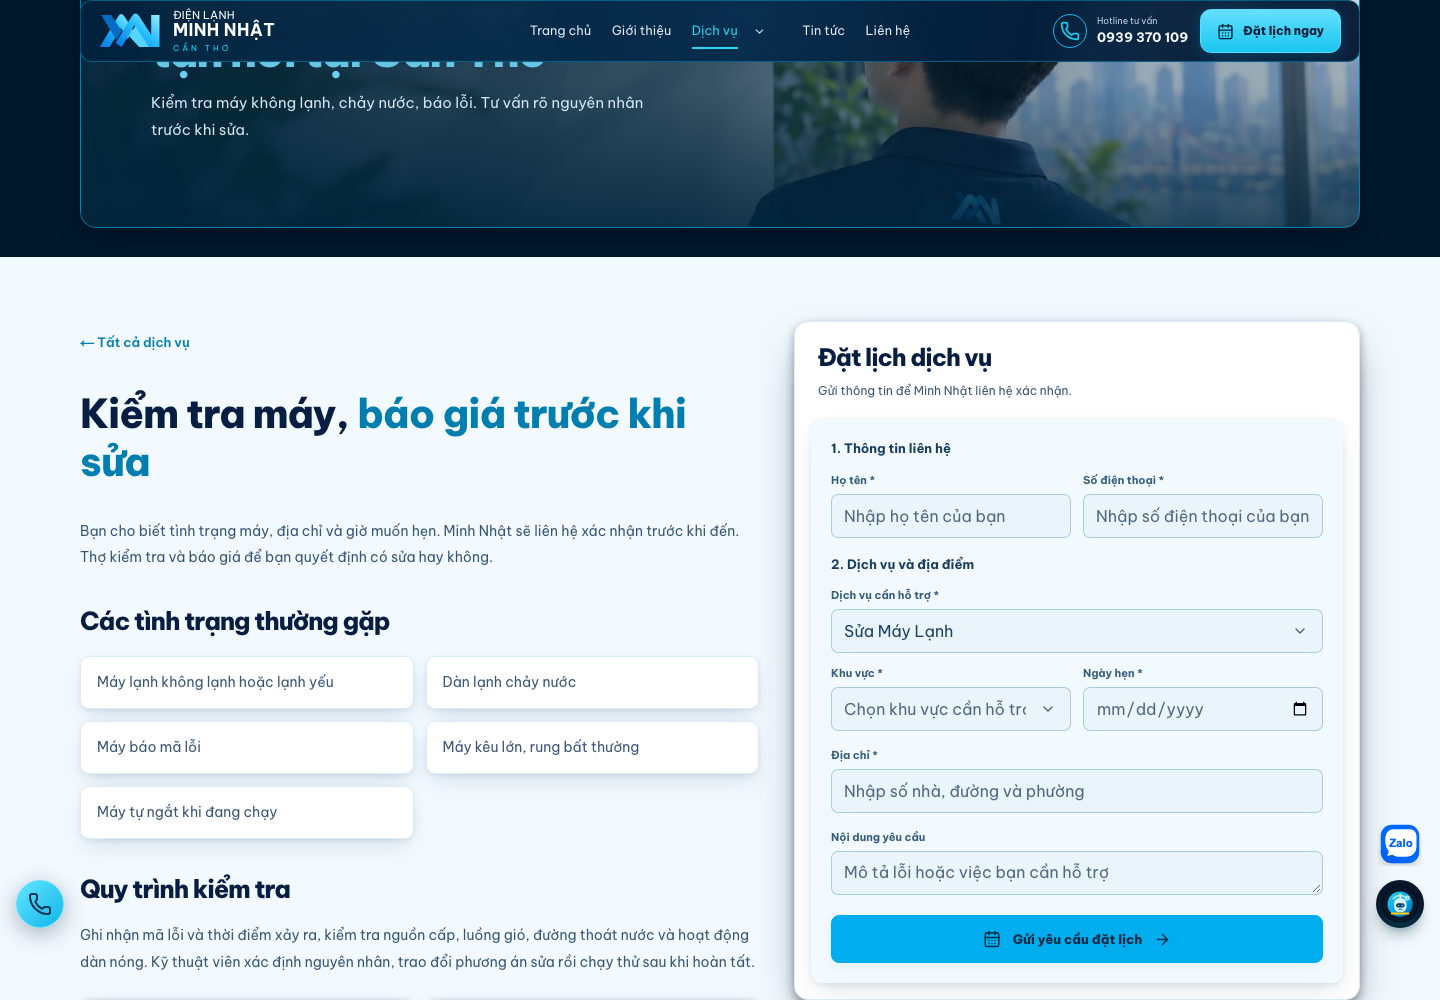 ĐIỆN LẠNH
MINH NHẬT
CẦN THƠ
Trang chủ
Giới thiệu
Dịch vụ
Tin tức
Liên hệ
Hotline tư vấn
0939 370 109
Đặt lịch ngay
tận nơi tại Cần Thơ
Kiểm tra máy không lạnh, chảy nước, báo lỗi. Tư vấn rõ nguyên nhân
trước khi sửa.
← Tất cả dịch vụ
Kiểm tra máy, báo giá trước khi
sửa
Bạn cho biết tình trạng máy, địa chỉ và giờ muốn hẹn. Minh Nhật sẽ liên hệ xác nhận trước khi đến.
Thợ kiểm tra và báo giá để bạn quyết định có sửa hay không.
Các tình trạng thường gặp
Máy lạnh không lạnh hoặc lạnh yếu
Dàn lạnh chảy nước
Máy báo mã lỗi
Máy kêu lớn, rung bất thường
Máy tự ngắt khi đang chạy
Quy trình kiểm tra
Ghi nhận mã lỗi và thời điểm xảy ra, kiểm tra nguồn cấp, luồng gió, đường thoát nước và hoạt động
dàn nóng. Kỹ thuật viên xác định nguyên nhân, trao đổi phương án sửa rồi chạy thử sau khi hoàn tất.
Đặt lịch dịch vụ
Gửi thông tin để Minh Nhật liên hệ xác nhận.
1. Thông tin liên hệ
Họ tên *
Số điện thoại *
Nhập họ tên của bạn
Nhập số điện thoại của bạn
2. Dịch vụ và địa điểm
Dịch vụ cần hỗ trợ *
Sửa Máy Lạnh
Khu vực *
Ngày hẹn *
Chọn khu vực cần hỗ trợ
mm/dd/yyyy
Địa chỉ *
Nhập số nhà, đường và phường
Nội dung yêu cầu
Mô tả lỗi hoặc việc bạn cần hỗ trợ
Gửi yêu cầu đặt lịch →
Zalo